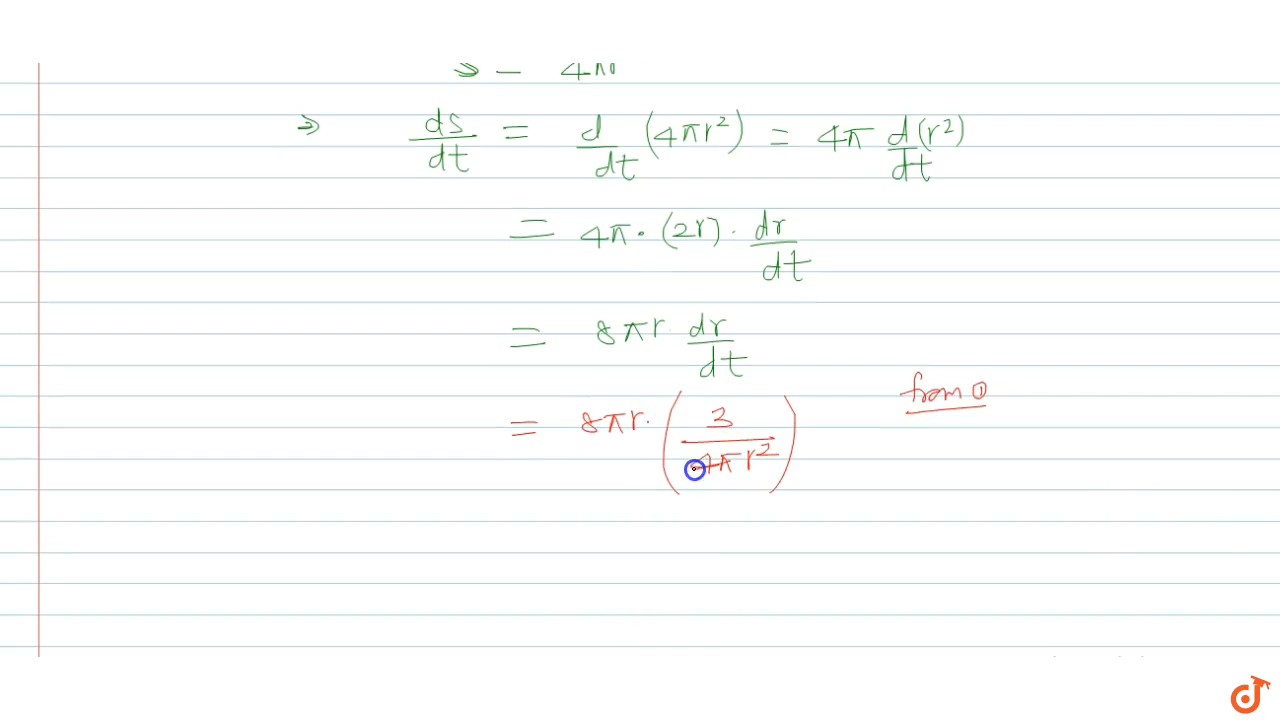 ⇒ dS/dt = d/dt (4πr²) = 4π d(r²)/dt
= 4π · (2r) · dr/dt
= 8πr · dr/dt
= 8πr · (3/4πr²) from ①